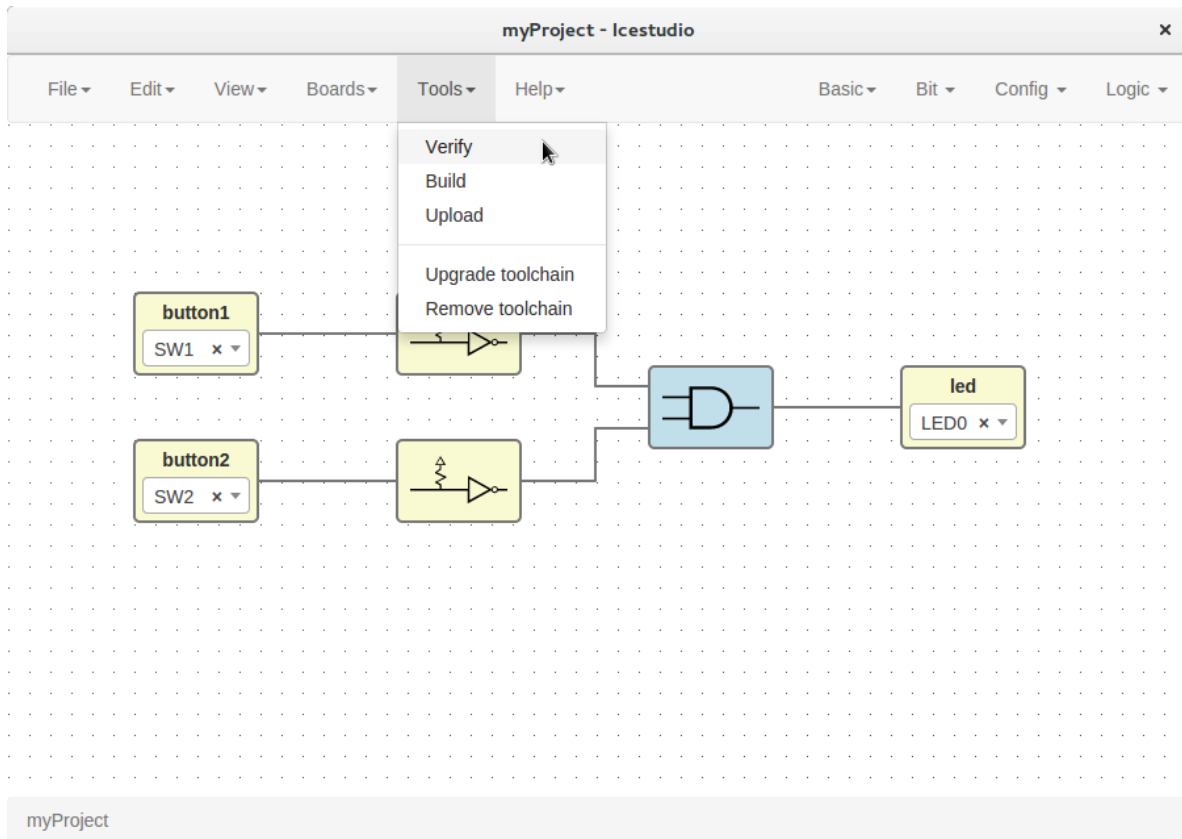 myProject - Icestudio ×
File Edit View Boards Tools Help Basic Bit Config Logic
Verify
Build
Upload
Upgrade toolchain
Remove toolchain
button1
SW1 ×
led
LED0 ×
button2
SW2 ×
myProject